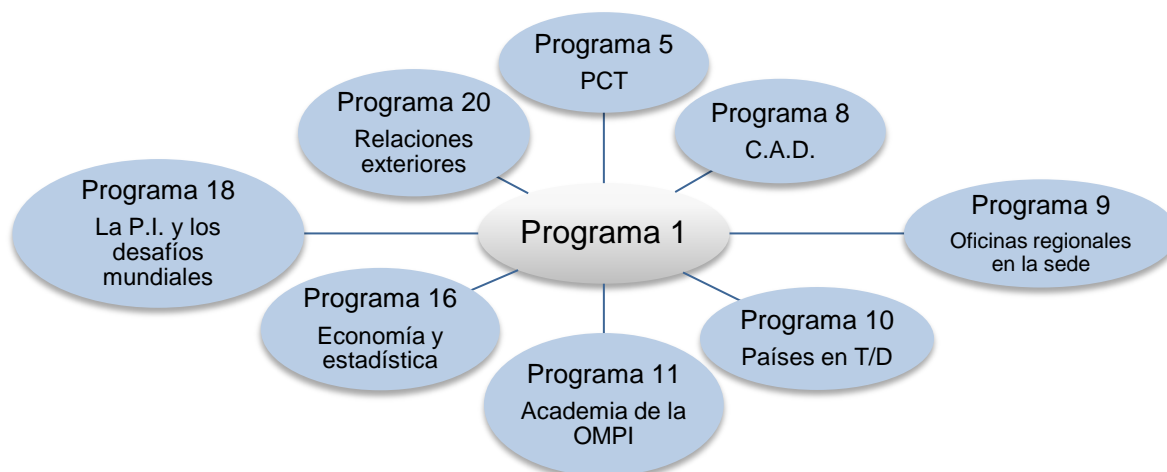 Programa 5
PCT
Programa 20
Relaciones
exteriores
Programa 8
C.A.D.
Programa 18
La P.I. y los
desafíos
mundiales
Programa 1
Programa 9
Oficinas regionales
en la sede
Programa 16
Economía y
estadística
Programa 10
Países en T/D
Programa 11
Academia de la
OMPI